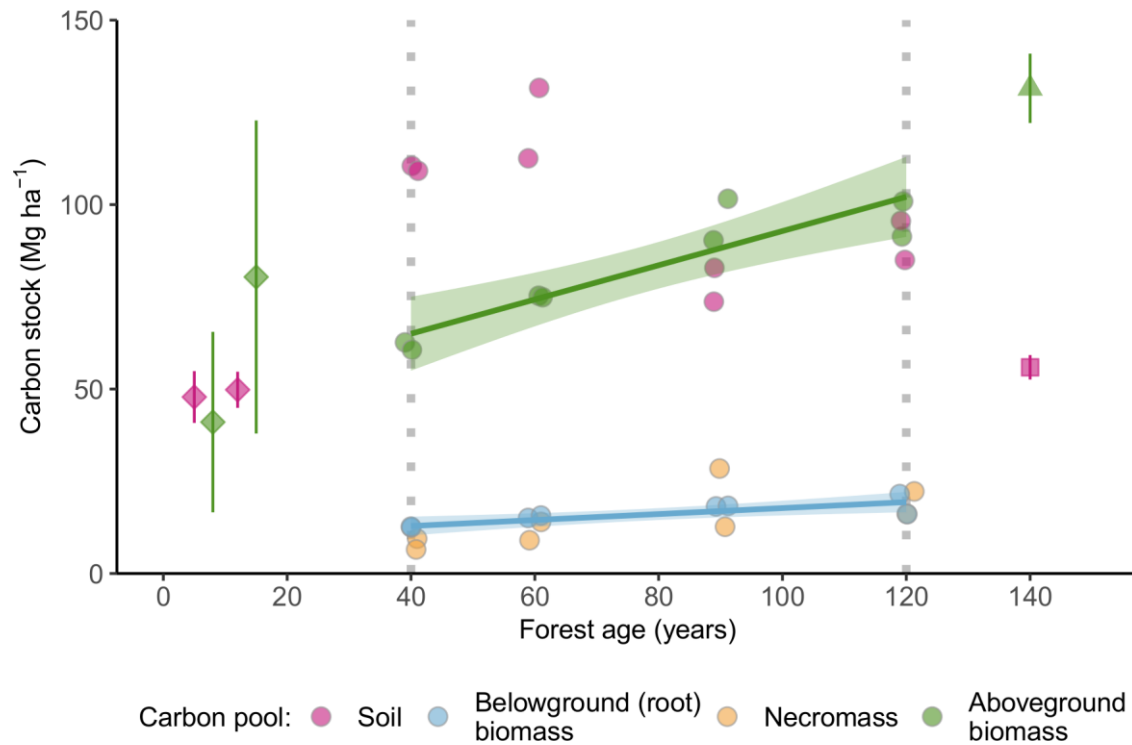 150
100
50
0
Carbon stock (Mg ha⁻¹)
0 20 40 60 80 100 120 140
Forest age (years)
Carbon pool: Soil Belowground (root) biomass Necromass Aboveground biomass